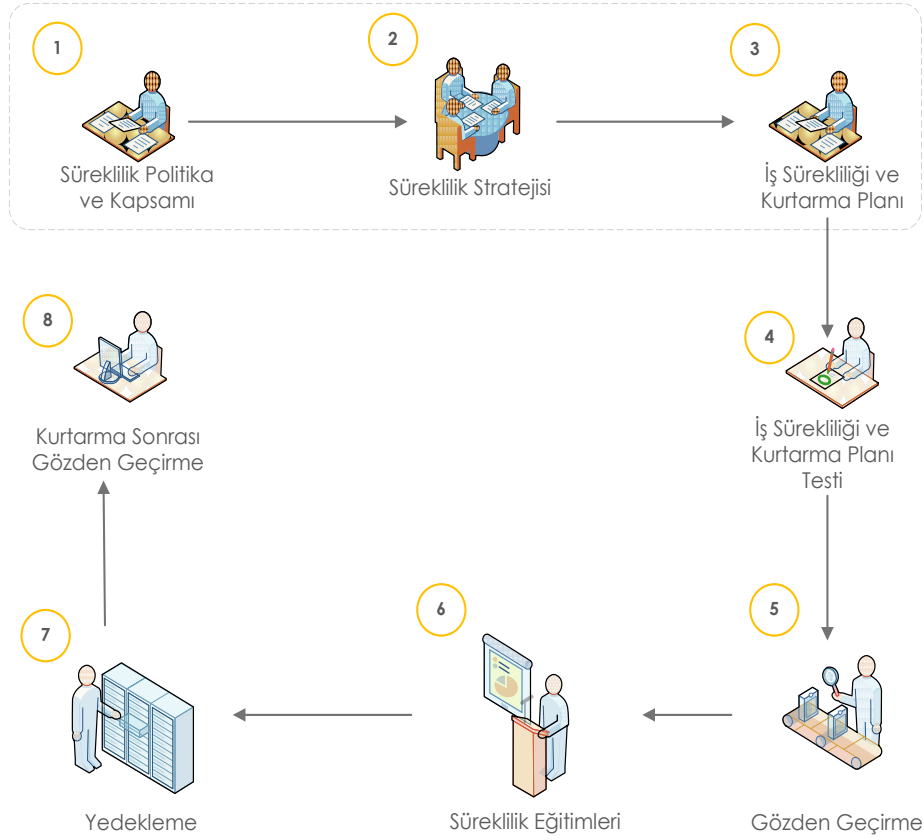 1
Süreklilik Politika
ve Kapsamı
2
Süreklilik Stratejisi
3
İş Sürekliliği ve
Kurtarma Planı
4
İş Sürekliliği ve
Kurtarma Planı
Testi
5
Gözden Geçirme
6
Süreklilik Eğitimleri
7
Yedekleme
8
Kurtarma Sonrası
Gözden Geçirme